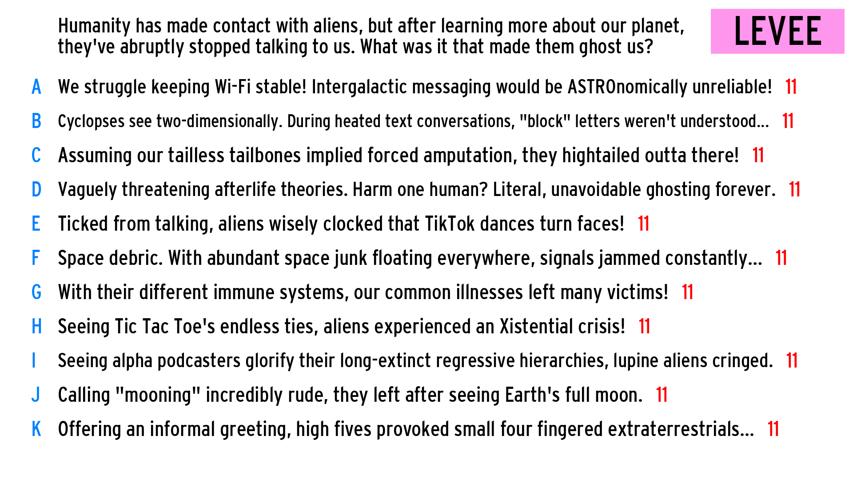 Humanity has made contact with aliens, but after learning more about our planet,
they've abruptly stopped talking to us. What was it that made them ghost us?
LEVEE
A We struggle keeping Wi-Fi stable! Intergalactic messaging would be ASTROnomically unreliable! 11
B Cyclopses see two-dimensionally. During heated text conversations, "block" letters weren't understood... 11
C Assuming our tailless tailbones implied forced amputation, they hightailed outta there! 11
D Vaguely threatening afterlife theories. Harm one human? Literal, unavoidable ghosting forever. 11
E Ticked from talking, aliens wisely clocked that TikTok dances turn faces! 11
F Space debric. With abundant space junk floating everywhere, signals jammed constantly... 11
G With their different immune systems, our common illnesses left many victims! 11
H Seeing Tic Tac Toe's endless ties, aliens experienced an Xistential crisis! 11
I Seeing alpha podcasters glorify their long-extinct regressive hierarchies, lupine aliens cringed. 11
J Calling "mooning" incredibly rude, they left after seeing Earth's full moon. 11
K Offering an informal greeting, high fives provoked small four fingered extraterrestrials... 11